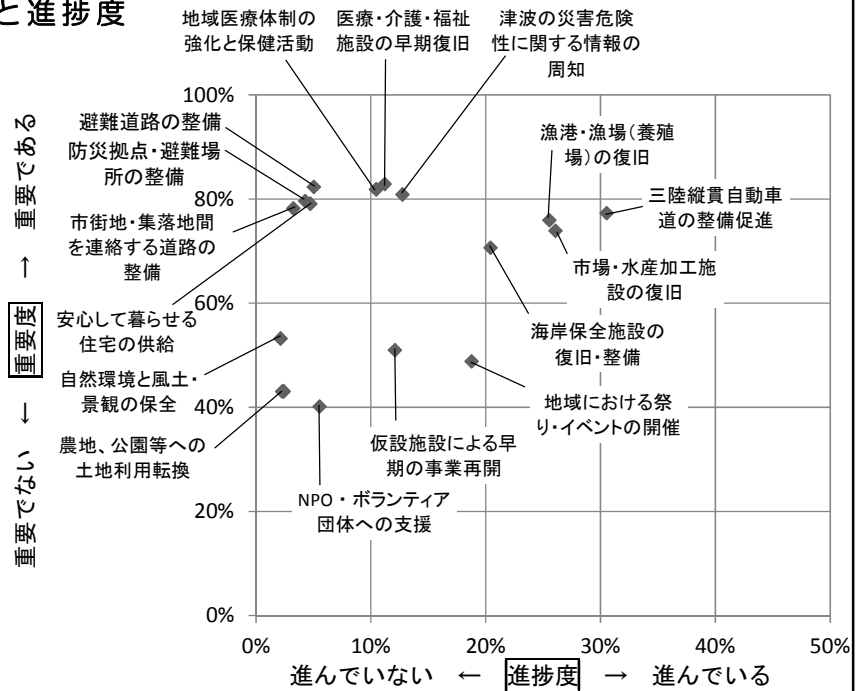 と進捗度
地域医療体制の
強化と保健活動
医療・介護・福祉
施設の早期復旧
津波の災害危険
性に関する情報の
周知
避難道路の整備
防災拠点・避難場
所の整備
市街地・集落地間
を連絡する道路の
整備
安心して暮らせる
住宅の供給
自然環境と風土・
景観の保全
農地、公園等への
土地利用転換
漁港・漁場(養殖
場)の復旧
三陸縦貫自動車
道の整備促進
市場・水産加工施
設の復旧
海岸保全施設の
復旧・整備
地域における祭
り・イベントの開催
仮設施設による早
期の事業再開
NPO・ボランティア
団体への支援
重要でない ← 重要度 → 重要である
100%
80%
60%
40%
20%
0%
0% 10% 20% 30% 40% 50%
進んでいない ← 進捗度 → 進んでいる